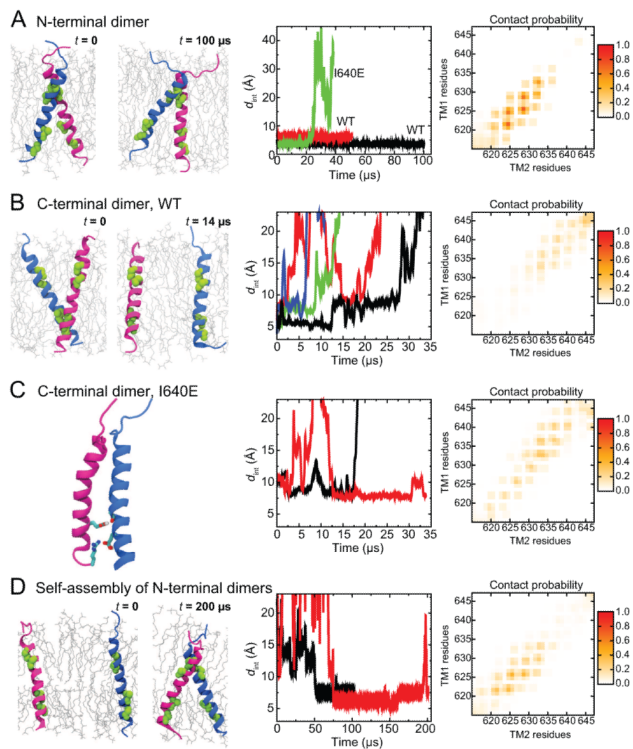 A N-terminal dimer
t = 0
t = 100 µs
45
40
35
30
25
20
15
10
5
dint (Å)
I640E
WT
WT
0 20 40 60 80 100
Time (µs)
Contact probability
TM1 residues
635
630
625
620
620 625 630 635 640 645
TM2 residues
1.0
0.8
0.6
0.4
0.2
0.0
B C-terminal dimer, WT
t = 0
t = 14 µs
20
15
10
5
dint (Å)
0 5 10 15 20 25 30 35
Time (µs)
Contact probability
TM1 residues
645
640
635
630
625
620
620 625 630 635 640 645
TM2 residues
1.0
0.8
0.6
0.4
0.2
0.0
C C-terminal dimer, I640E
20
15
10
5
dint (Å)
0 5 10 15 20 25 30 35
Time (µs)
Contact probability
TM1 residues
645
640
635
630
625
620
620 625 630 635 640 645
TM2 residues
1.0
0.8
0.6
0.4
0.2
0.0
D Self-assembly of N-terminal dimers
t = 0
t = 200 µs
20
15
10
5
dint (Å)
0 50 100 150 200
Time (µs)
Contact probability
TM1 residues
645
640
635
630
625
620
620 625 630 635 640 645
TM2 residues
1.0
0.8
0.6
0.4
0.2
0.0